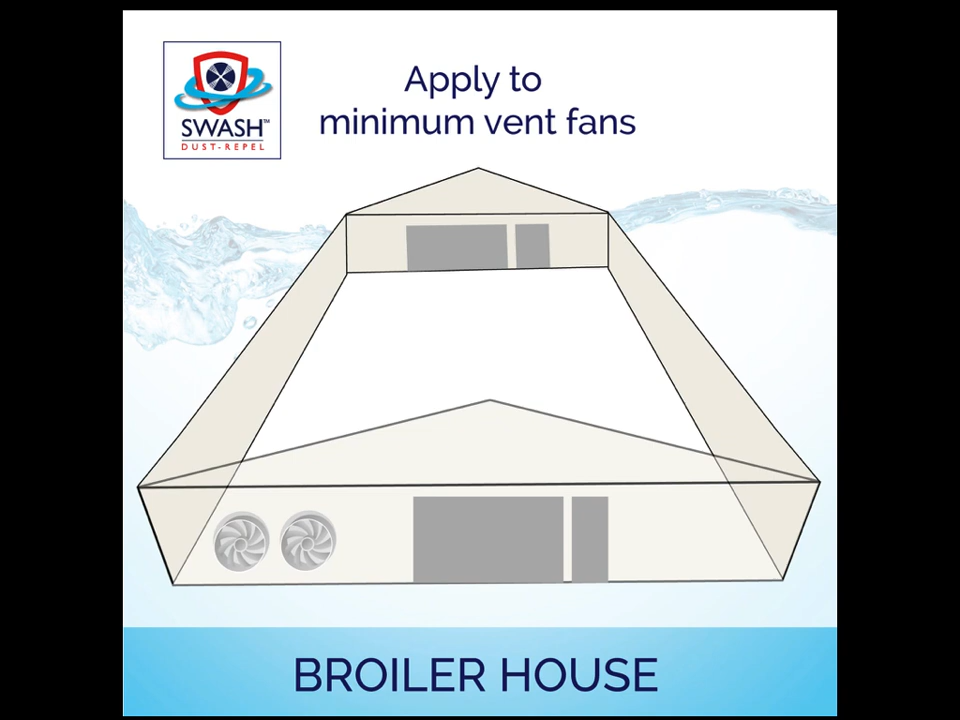 SWASH™
DUST-REPEL
Apply to
minimum vent fans
BROILER HOUSE